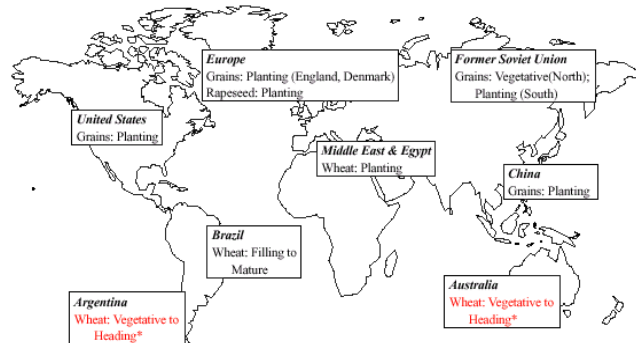 Europe
Grains: Planting (England, Denmark)
Rapeseed: Planting
Former Soviet Union
Grains: Vegetative(North);
Planting (South)
United States
Grains: Planting
Middle East & Egypt
Wheat: Planting
China
Grains: Planting
Brazil
Wheat: Filling to
Mature
Australia
Wheat: Vegetative to
Heading*
Argentina
Wheat: Vegetative to
Heading*